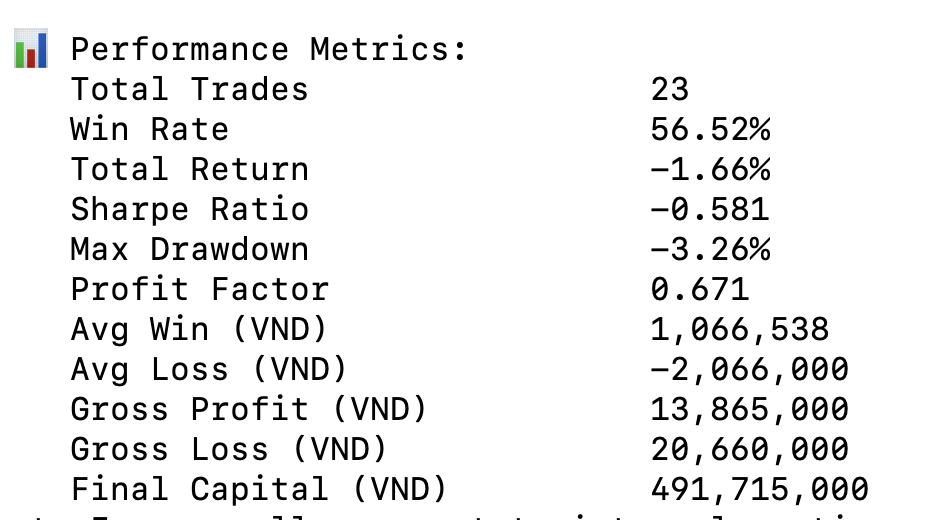 📊 Performance Metrics:
Total Trades 23
Win Rate 56.52%
Total Return -1.66%
Sharpe Ratio -0.581
Max Drawdown -3.26%
Profit Factor 0.671
Avg Win (VND) 1,066,538
Avg Loss (VND) -2,066,000
Gross Profit (VND) 13,865,000
Gross Loss (VND) 20,660,000
Final Capital (VND) 491,715,000